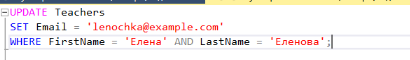 UPDATE Teachers
SET Email = 'lenochka@example.com'
WHERE FirstName = 'Елена' AND LastName = 'Еленова';